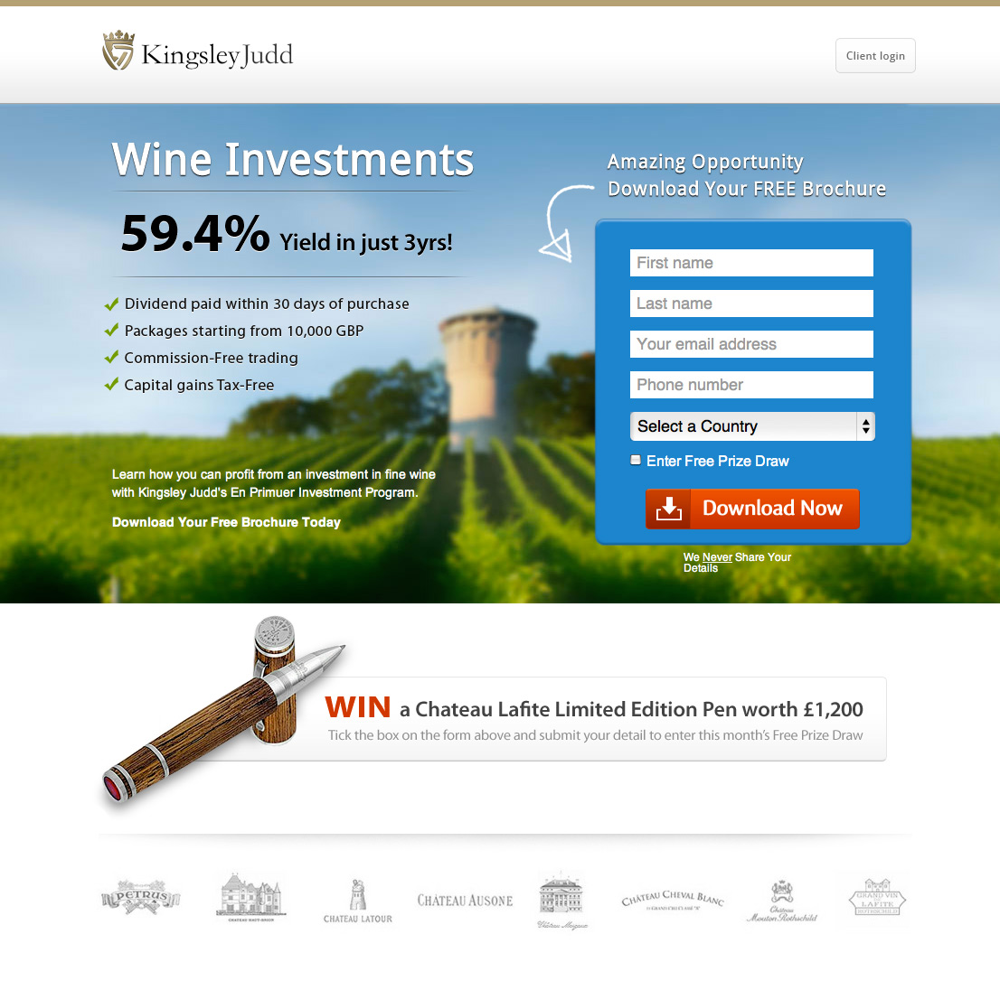 KingsleyJudd
Client login
Wine Investments
59.4% Yield in just 3yrs!
Dividend paid within 30 days of purchase
Packages starting from 10,000 GBP
Commission-Free trading
Capital gains Tax-Free
Learn how you can profit from an investment in fine wine
with Kingsley Judd's En Primuer Investment Program.
Download Your Free Brochure Today
Amazing Opportunity
Download Your FREE Brochure
First name
Last name
Your email address
Phone number
Select a Country
Enter Free Prize Draw
Download Now
We Never Share Your
Details
WIN a Chateau Lafite Limited Edition Pen worth £1,200
Tick the box on the form above and submit your detail to enter this month's Free Prize Draw
PETRUS
CHATEAU HAUT-BRION
CHATEAU LATOUR
CHÂTEAU AUSONE
Château Margaux
CHÂTEAU CHEVAL BLANC
Château
Mouton Rothschild
GRAND VIN
LAFITE
ROTHSCHILD